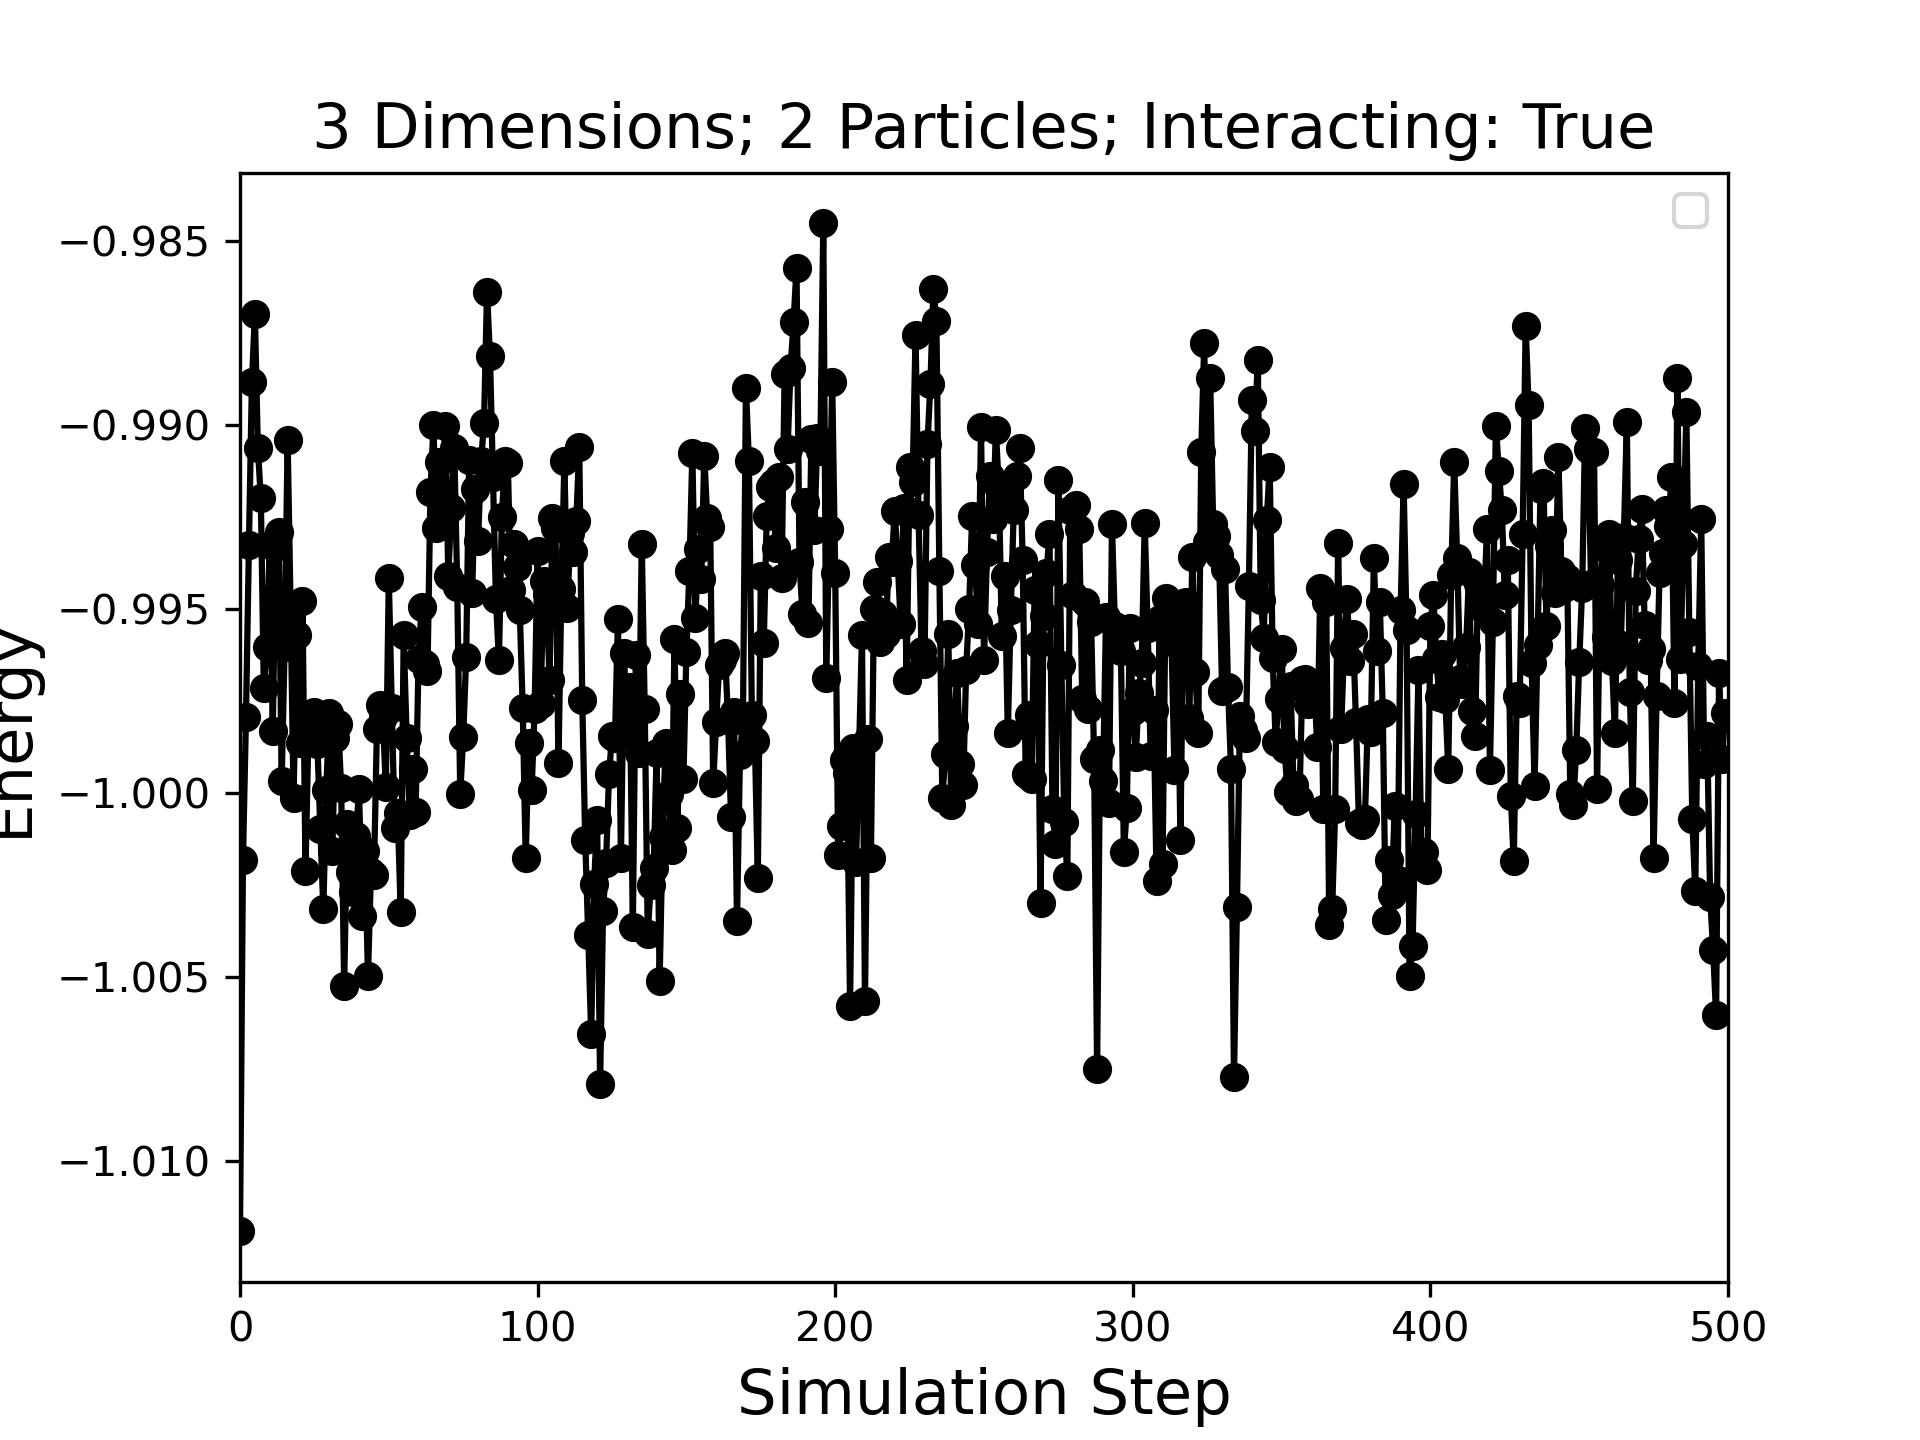 3 Dimensions; 2 Particles; Interacting: True
−0.985
−0.990
−0.995
−1.000
−1.005
−1.010
Energy
0 100 200 300 400 500
Simulation Step